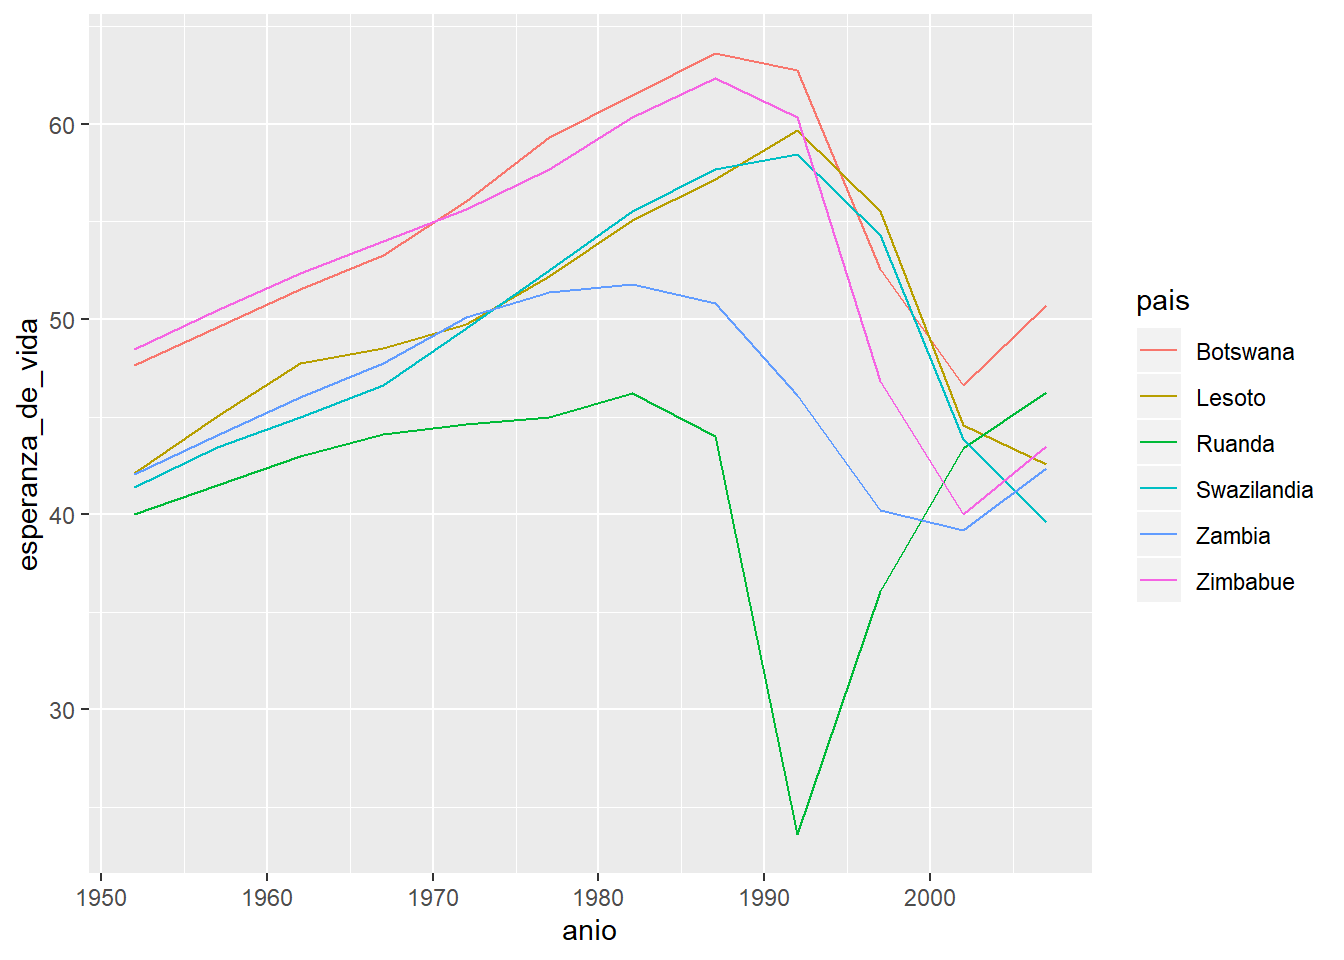 esperanza_de_vida
60
50
40
30
1950 1960 1970 1980 1990 2000
anio
pais
Botswana
Lesoto
Ruanda
Swazilandia
Zambia
Zimbabue